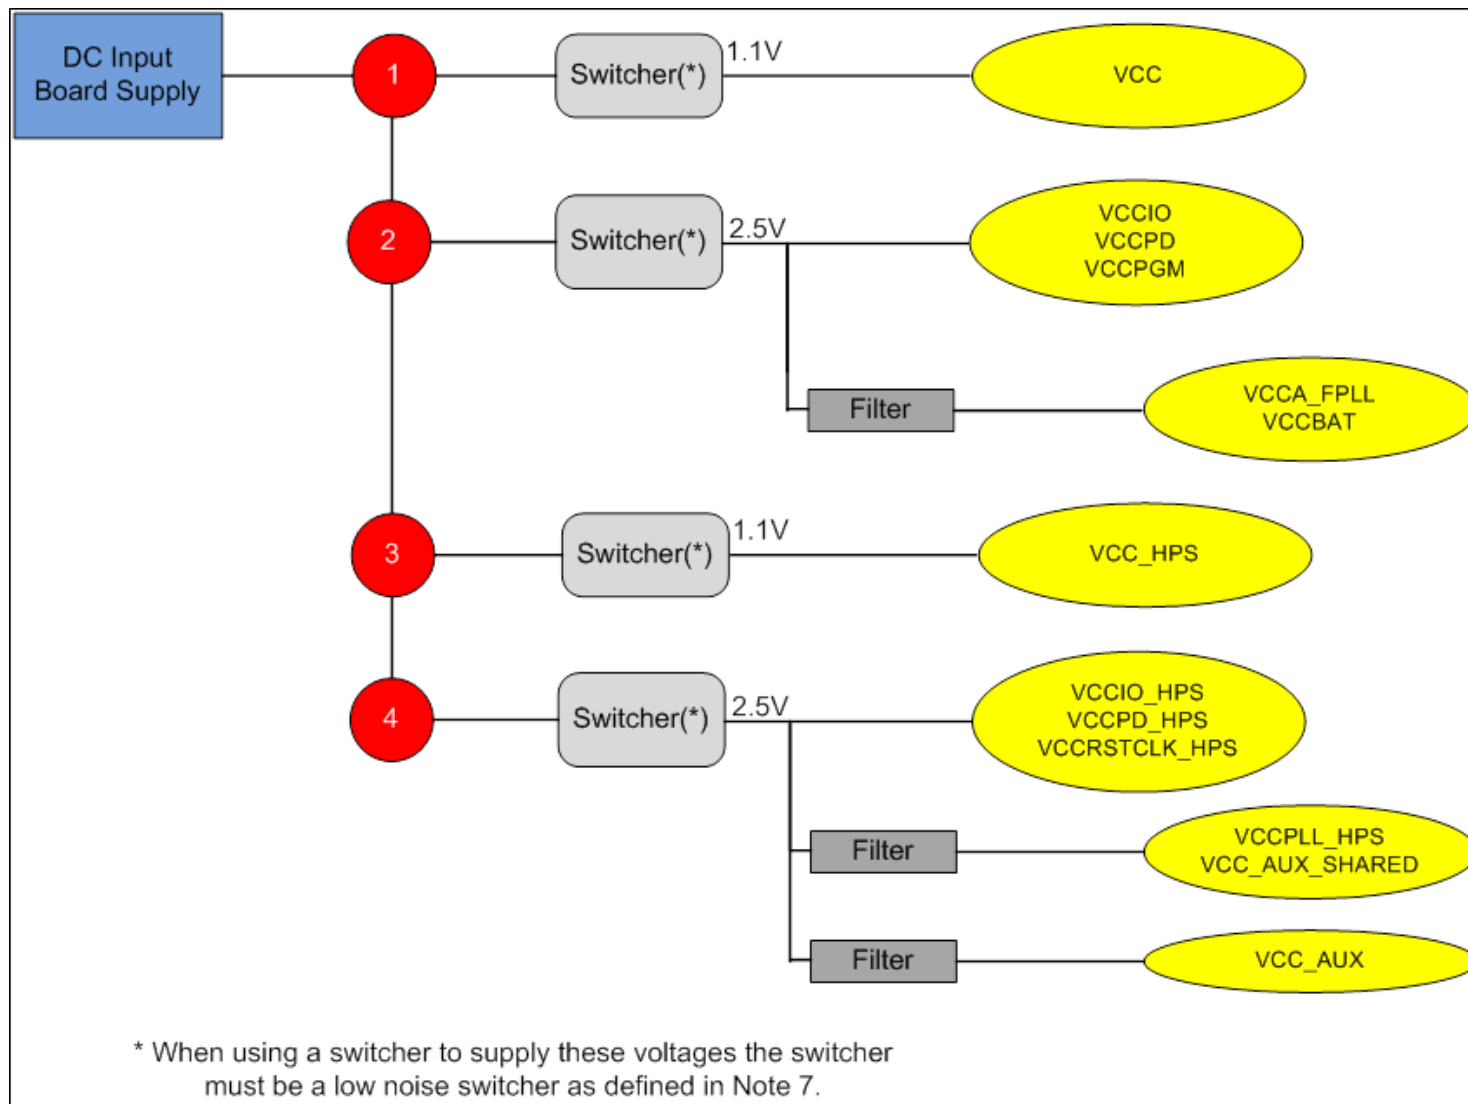 DC Input
Board Supply
1
Switcher(*)
1.1V
VCC
2
Switcher(*)
2.5V
VCCIO
VCCPD
VCCPGM
Filter
VCCA_FPLL
VCCBAT
3
Switcher(*)
1.1V
VCC_HPS
4
Switcher(*)
2.5V
VCCIO_HPS
VCCPD_HPS
VCCRSTCLK_HPS
Filter
VCCPLL_HPS
VCC_AUX_SHARED
Filter
VCC_AUX
* When using a switcher to supply these voltages the switcher
must be a low noise switcher as defined in Note 7.